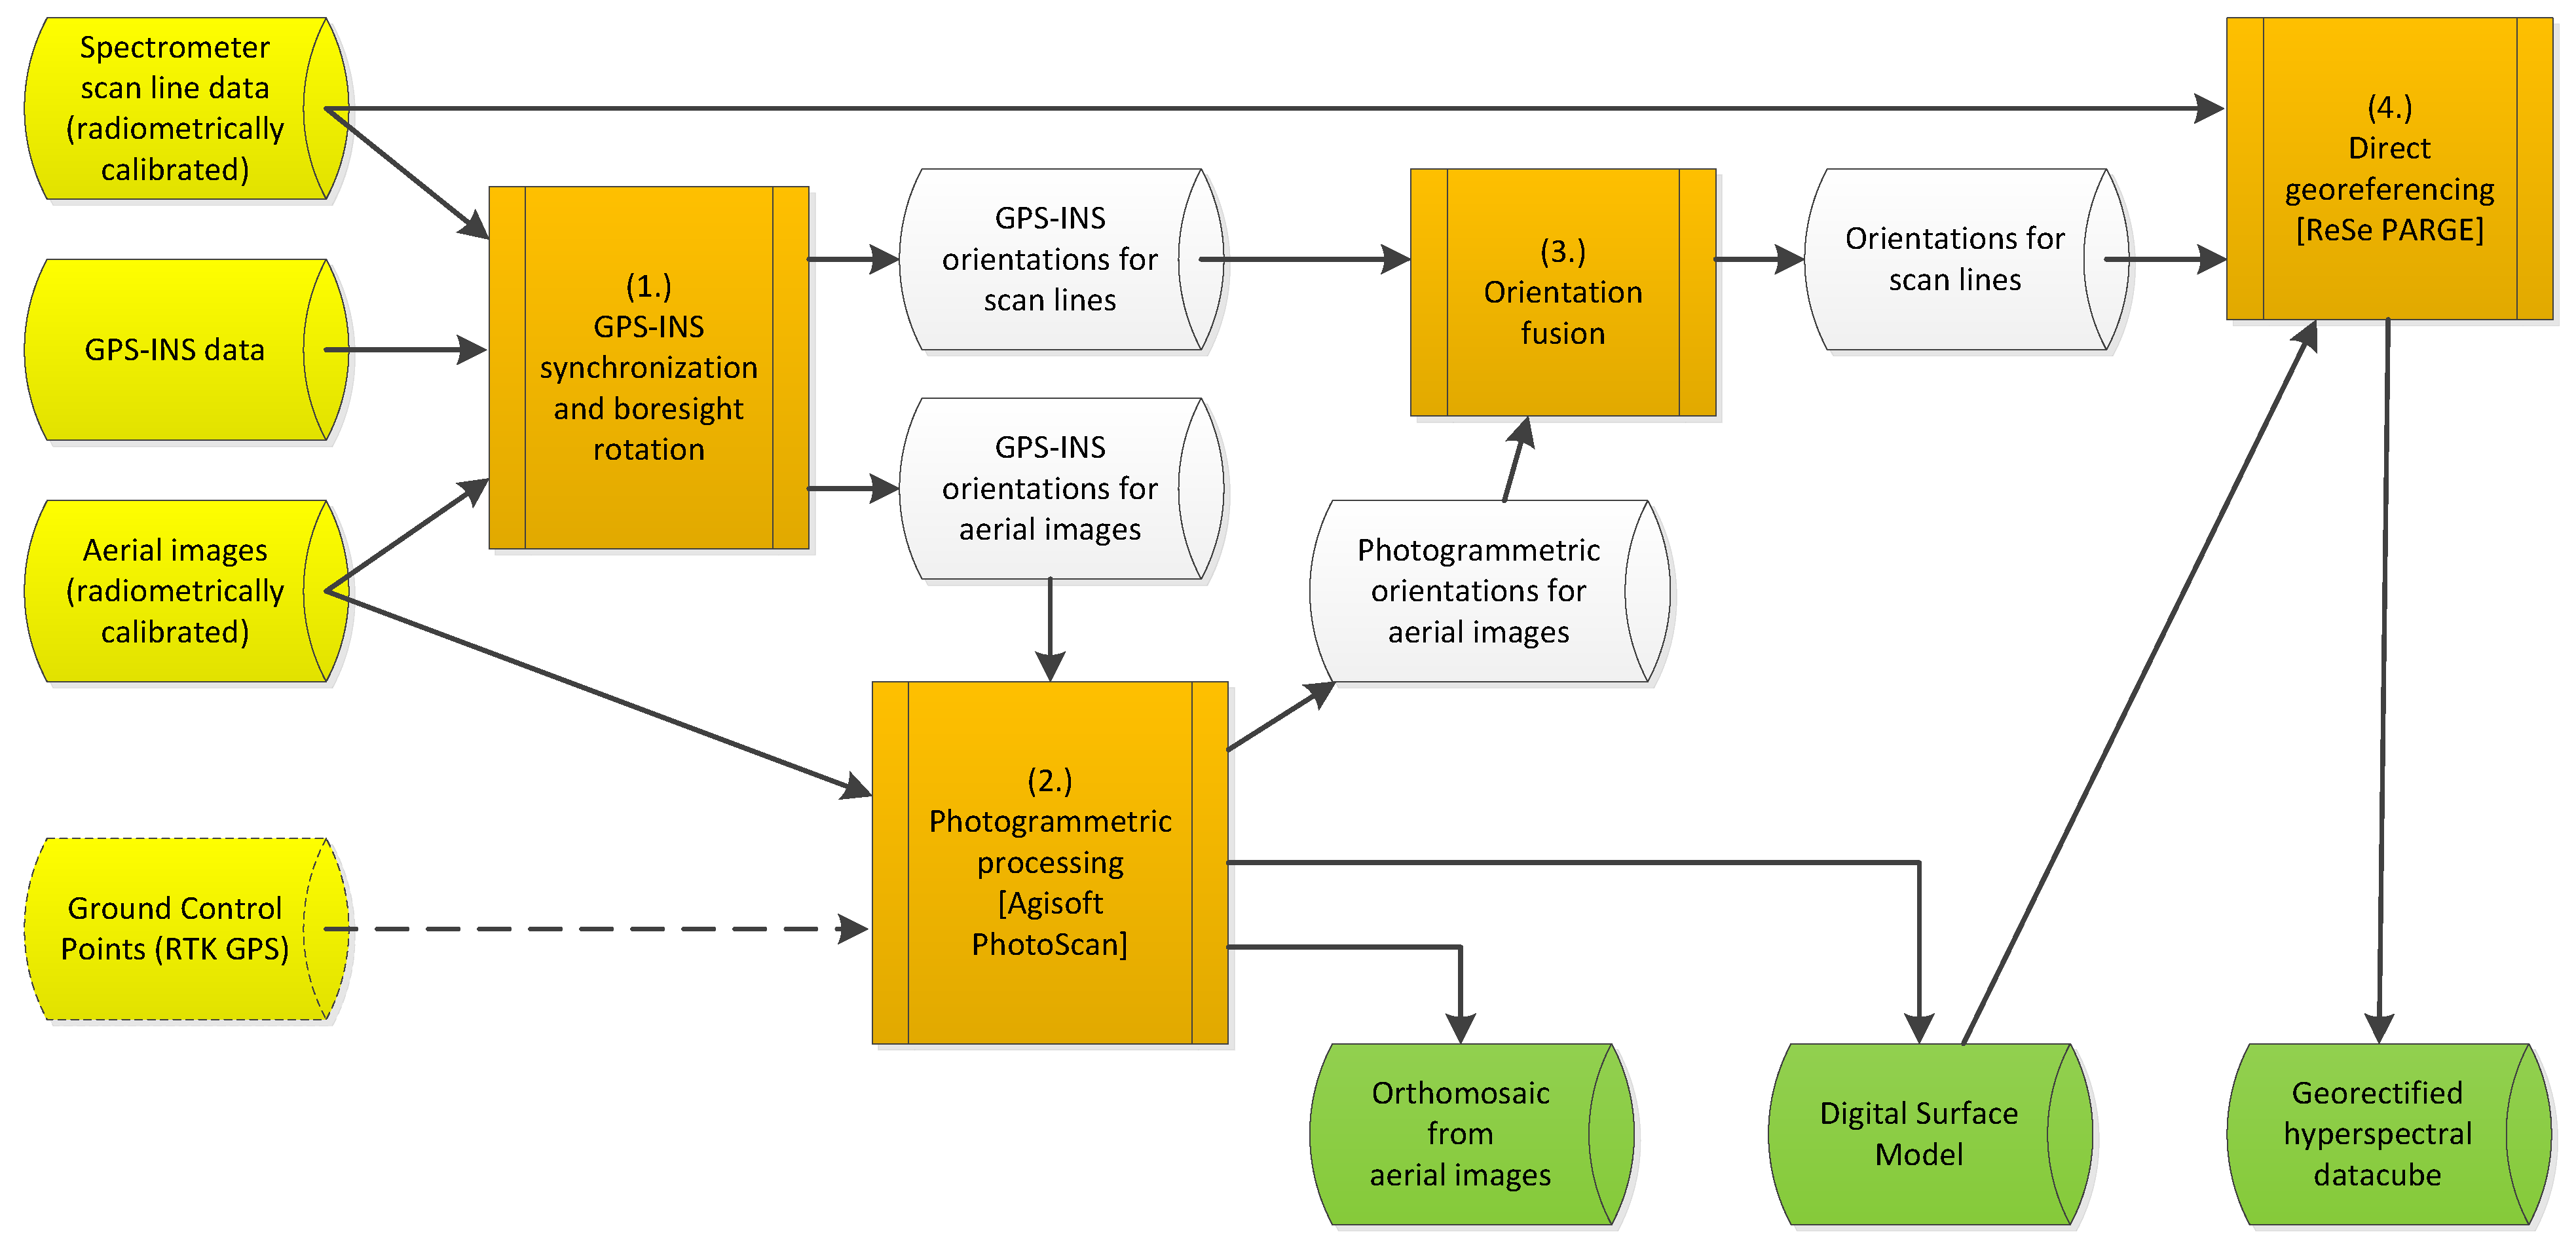 Spectrometer
scan line data
(radiometrically
calibrated)
GPS-INS data
Aerial images
(radiometrically
calibrated)
Ground Control
Points (RTK GPS)
(1.)
GPS-INS
synchronization
and boresight
rotation
GPS-INS
orientations for
scan lines
GPS-INS
orientations for
aerial images
(2.)
Photogrammetric
processing
[Agisoft
PhotoScan]
(3.)
Orientation
fusion
Photogrammetric
orientations for
aerial images
Orientations for
scan lines
(4.)
Direct
georeferencing
[ReSe PARGE]
Orthomosaic
from
aerial images
Digital Surface
Model
Georectified
hyperspectral
datacube